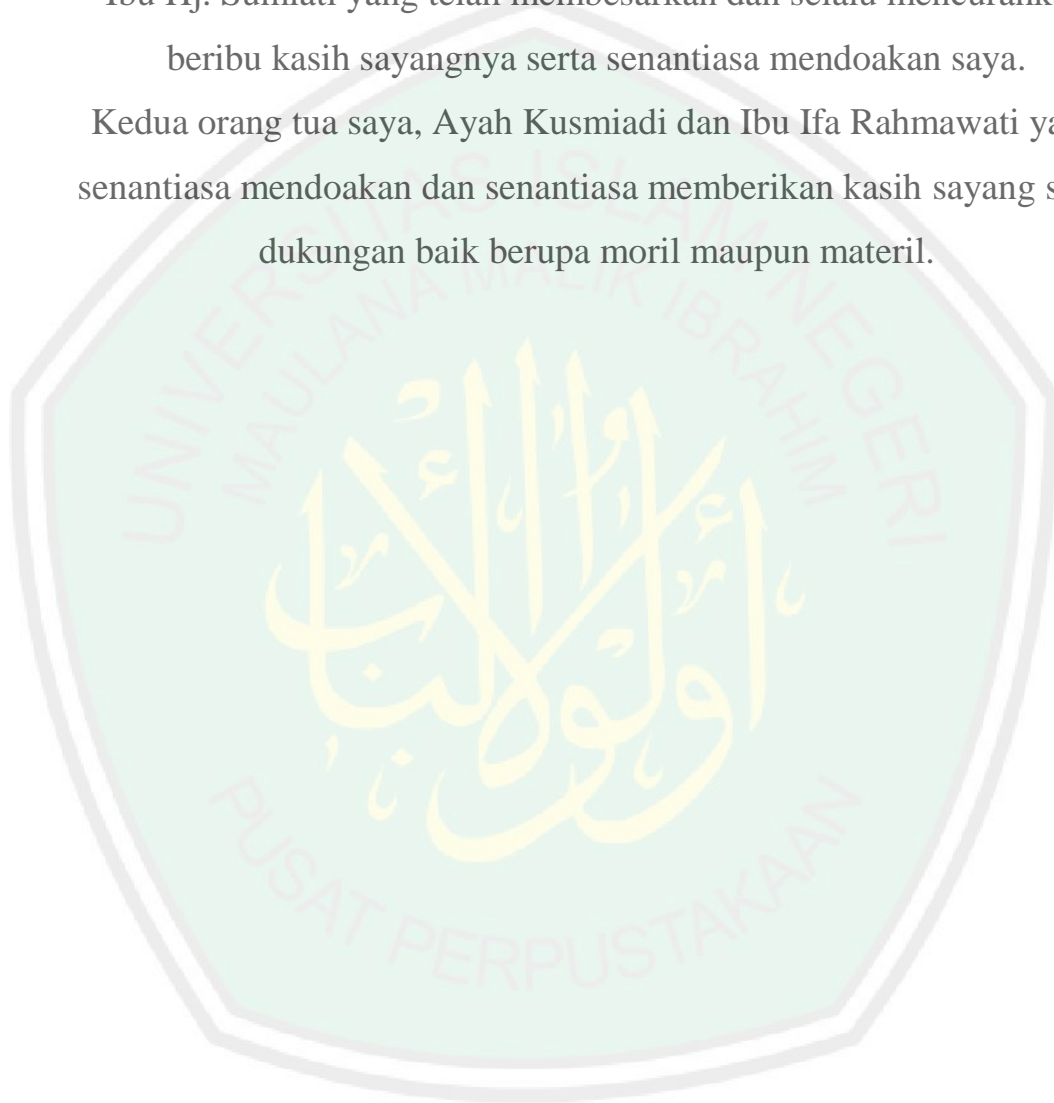 Ibu Hj. Sumiati yang telah membesarkan dan selalu
beribu kasih sayangnya serta senantiasa mendoakan saya.
Kedua orang tua saya, Ayah Kusmiadi dan Ibu Ifa Rahmawati ya
senantiasa mendoakan dan senantiasa memberikan kasih sayang s
dukungan baik berupa moril maupun materil.
UNIVERSITAS ISLAM NEGERI
MAULANA MALIK IBRAHIM
أولوا الألباب
PUSAT PERPUSTAKAAN